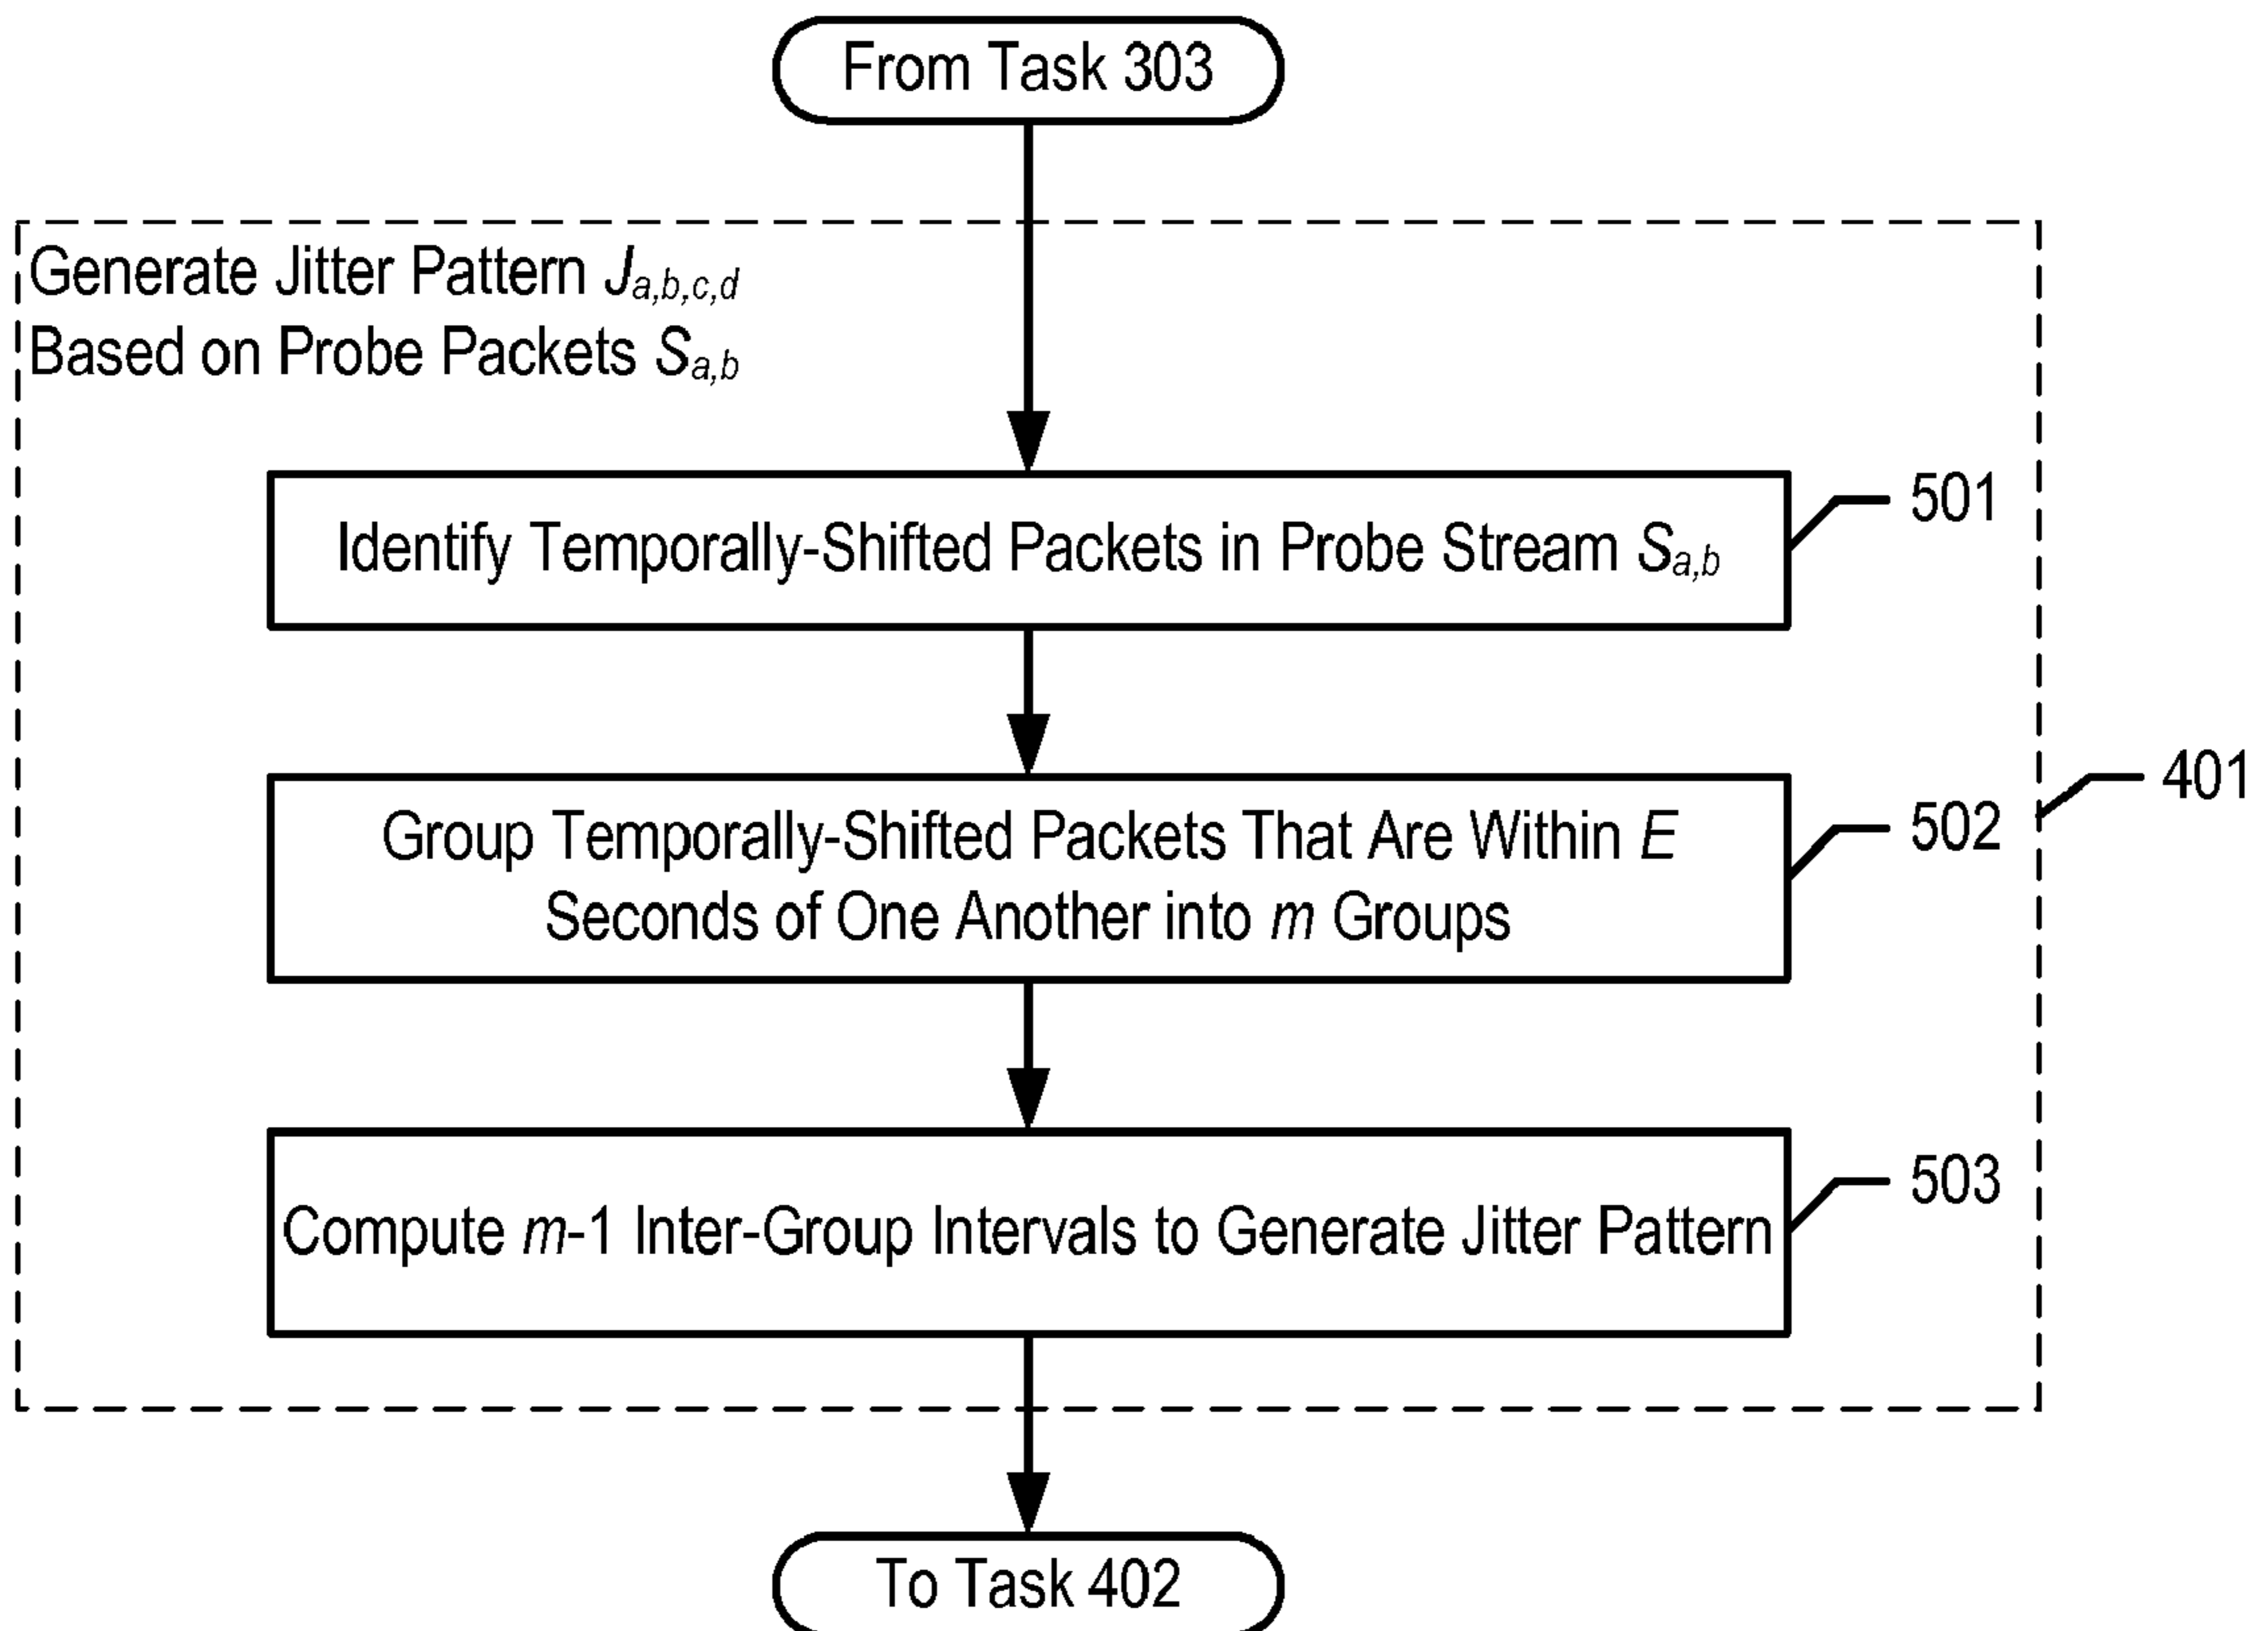 From Task 303
Generate Jitter Pattern Ja,b,c,d
Based on Probe Packets Sa,b
Identify Temporally-Shifted Packets in Probe Stream Sa,b
501
Group Temporally-Shifted Packets That Are Within E
Seconds of One Another into m Groups
502
401
Compute m-1 Inter-Group Intervals to Generate Jitter Pattern
503
To Task 402